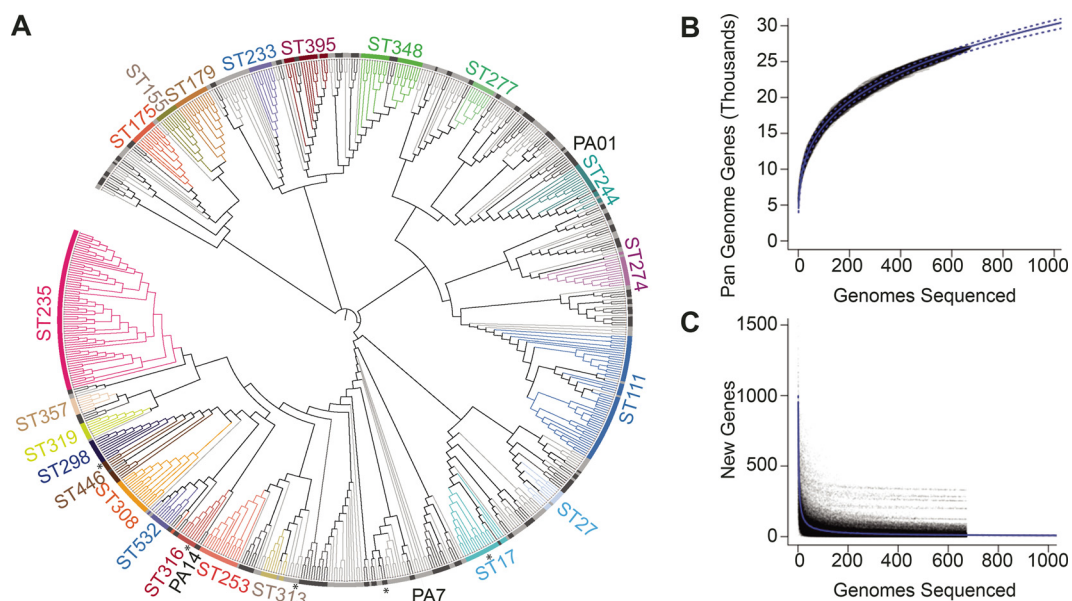 A
ST233
ST395
ST348
ST277
PA01
ST244
ST274
ST111
ST27
ST17
*
PA7
*
*
ST313
ST253
PA14
*
ST316
ST532
ST308
ST446
*
ST298
ST319
ST357
ST235
ST175
ST155
ST179
B
Pan Genome Genes (Thousands)
30
25
20
15
10
5
0
0 200 400 600 800 1000
Genomes Sequenced
C
New Genes
1500
1000
500
0
0 200 400 600 800 1000
Genomes Sequenced